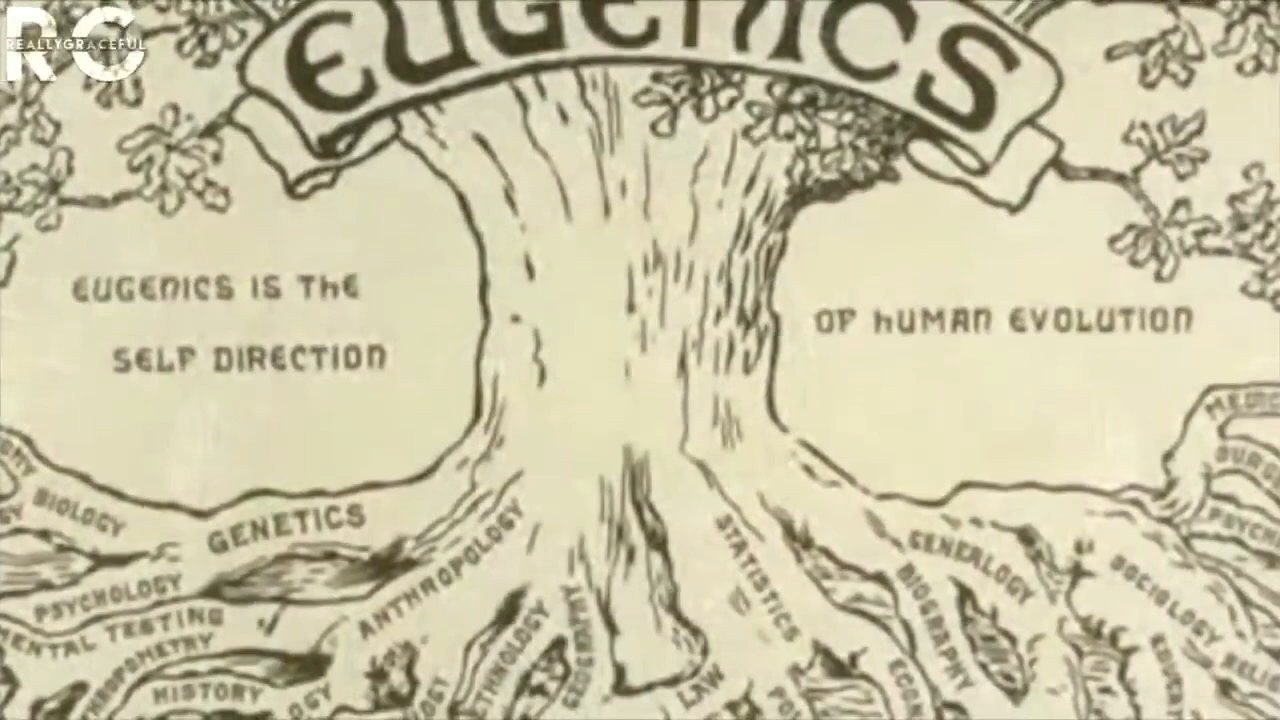 REALLYGRACEFUL
RG
EUGENICS
EUGENICS IS THE
SELF DIRECTION
OF HUMAN EVOLUTION
BIOLOGY
GENETICS
PSYCHOLOGY
MENTAL TESTING
HISTORY
ANTHROPOLOGY
ETHNOLOGY
GEOGRAPHY
LAW
STATISTICS
BIOGRAPHY
GENEALOGY
SOCIOLOGY